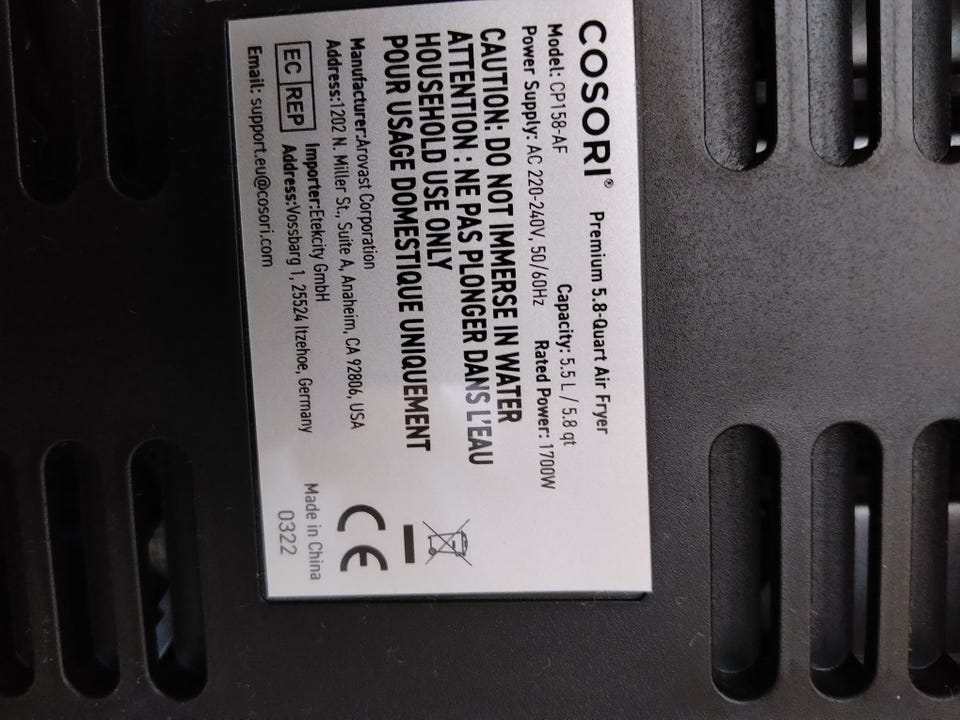 COSORI® Premium 5.8-Quart Air Fryer
Model: CP158-AF Capacity: 5.5 L / 5.8 qt
Power Supply: AC 220-240V, 50/60Hz Rated Power: 1700W
CAUTION: DO NOT IMMERSE IN WATER
ATTENTION : NE PAS PLONGER DANS L'EAU
HOUSEHOLD USE ONLY
POUR USAGE DOMESTIQUE UNIQUEMENT
Manufacturer:Arovast Corporation
Address:1202 N. Miller St., Suite A, Anaheim, CA 92806, USA
EC REP Importer:Etekcity GmbH
Address:Vossbarg 1, 25524 Itzehoe, Germany
Email: support.eu@cosori.com
CE
Made in China
0322